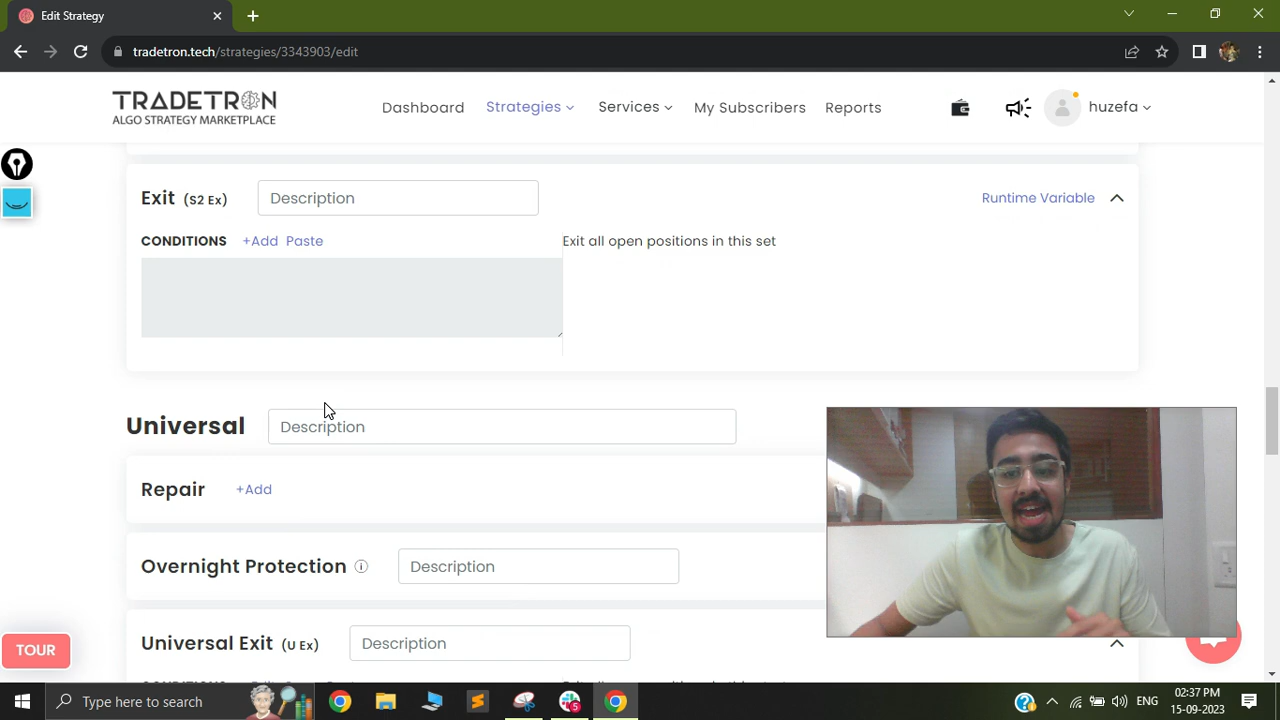 Edit Strategy
tradetron.tech/strategies/3343903/edit
TRADETRON
ALGO STRATEGY MARKETPLACE
Dashboard
Strategies
Services
My Subscribers
Reports
huzefa
Exit (S2 Ex)
Description
Runtime Variable
CONDITIONS +Add Paste
Exit all open positions in this set
Universal
Description
Repair +Add
Overnight Protection
Description
Universal Exit (U Ex)
Description
TOUR
Type here to search
5
ENG
02:37 PM
15-09-2023